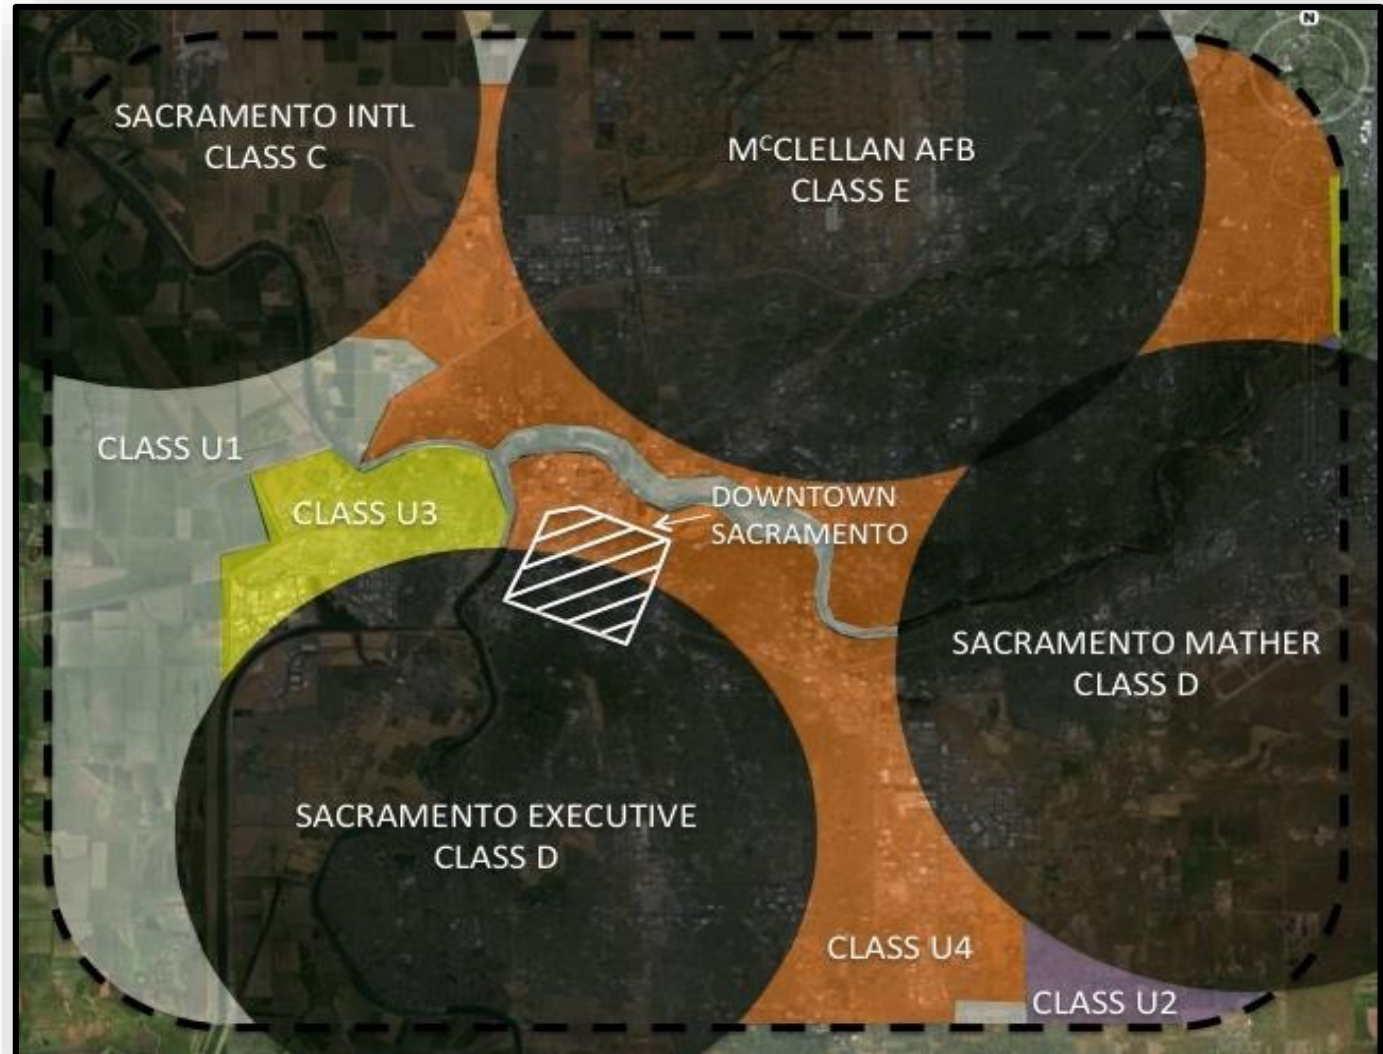 N
SACRAMENTO INTL
CLASS C
MCCLELLAN AFB
CLASS E
CLASS U1
CLASS U3
DOWNTOWN
SACRAMENTO
SACRAMENTO MATHER
CLASS D
SACRAMENTO EXECUTIVE
CLASS D
CLASS U4
CLASS U2